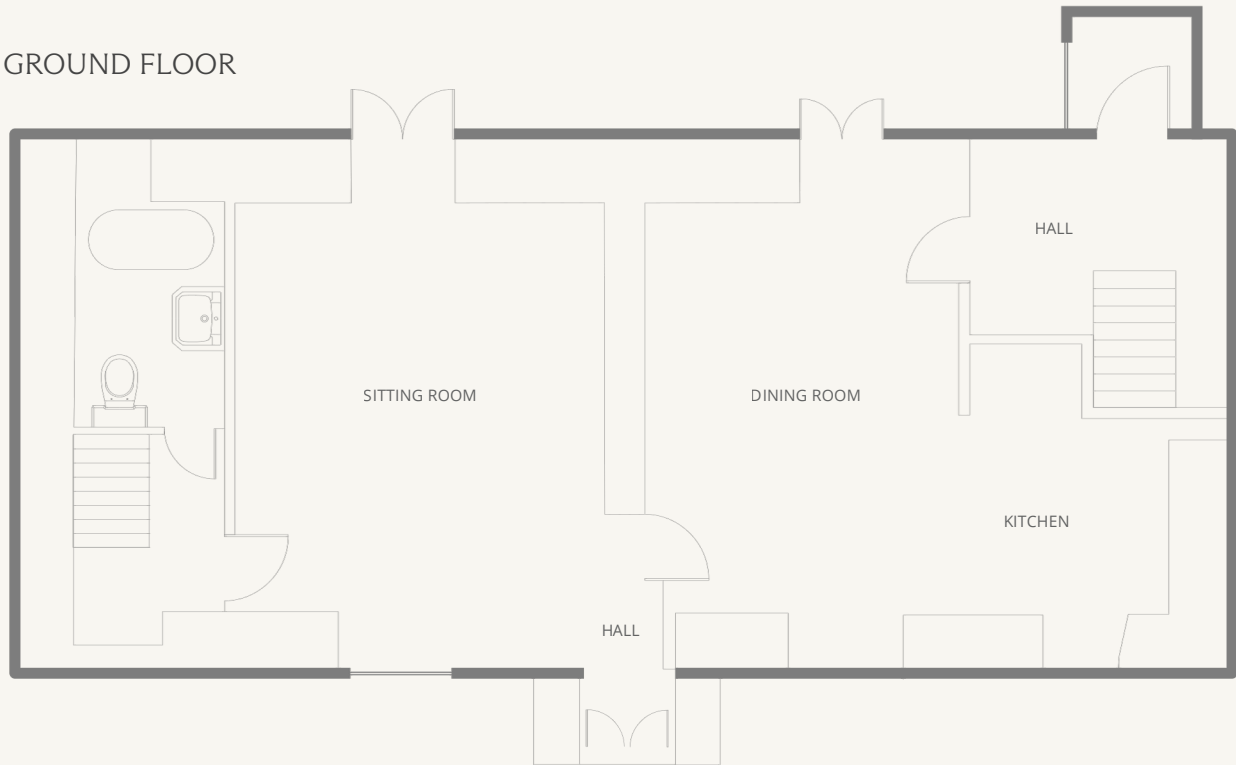 GROUND FLOOR
HALL
SITTING ROOM
DINING ROOM
KITCHEN
HALL